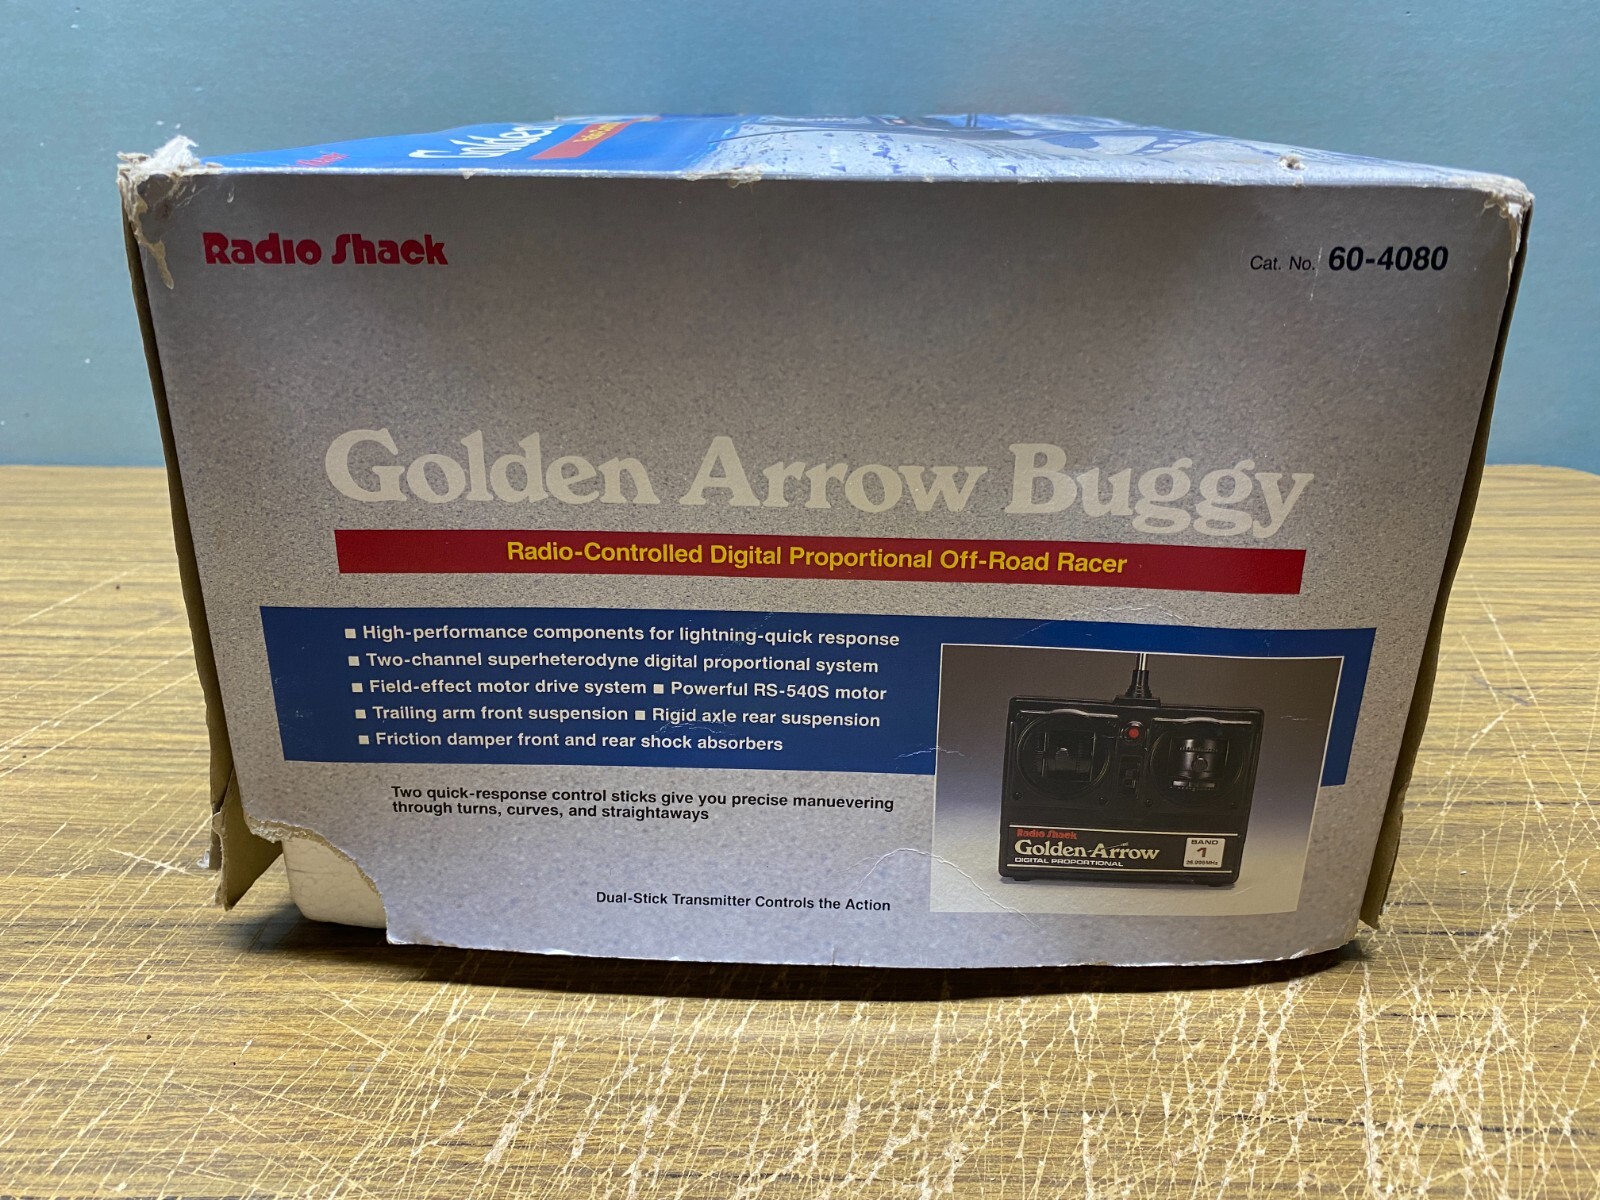 Golden
Radio Shack
Cat. No. 60-4080
Golden Arrow Buggy
Radio-Controlled Digital Proportional Off-Road Racer
■ High-performance components for lightning-quick response
■ Two-channel superheterodyne digital proportional system
■ Field-effect motor drive system ■ Powerful RS-540S motor
■ Trailing arm front suspension ■ Rigid axle rear suspension
■ Friction damper front and rear shock absorbers
Two quick-response control sticks give you precise manuevering
through turns, curves, and straightaways
Dual-Stick Transmitter Controls the Action
Radio Shack
Golden Arrow
DIGITAL PROPORTIONAL
BAND
1
26.995MHz